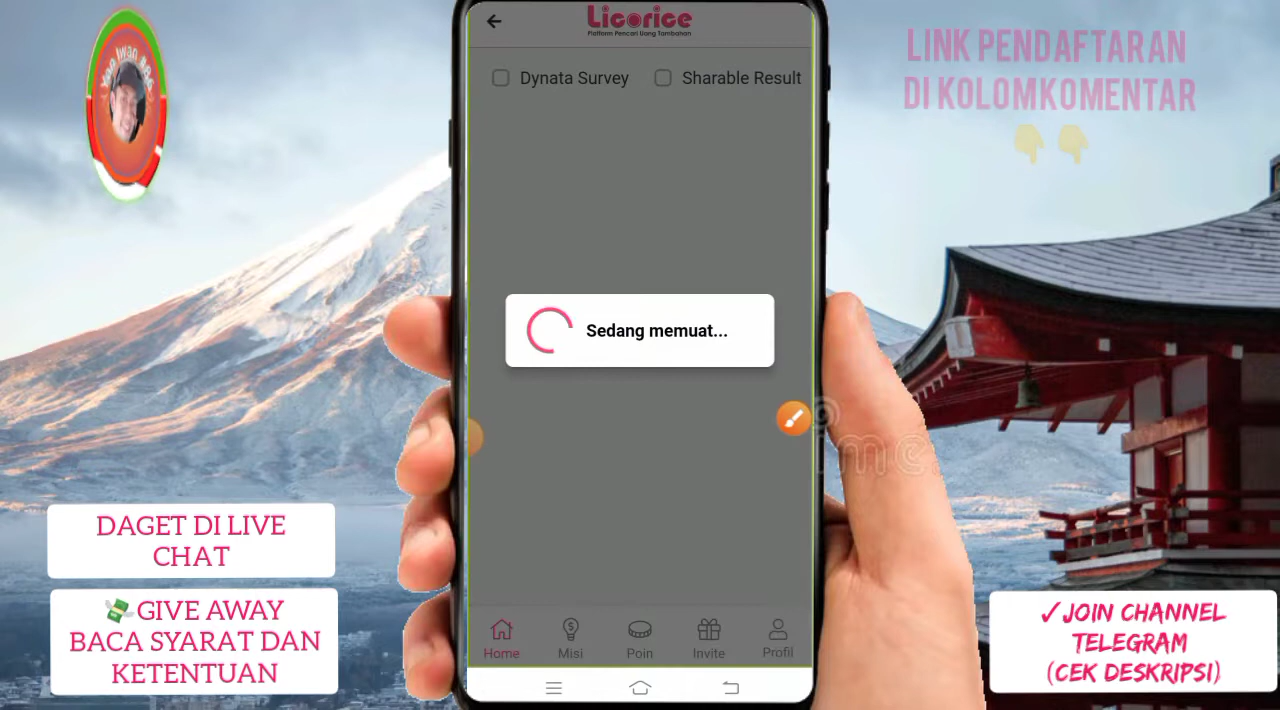 Licorice
Platform Pencari Uang Tambahan
Dynata Survey
Sharable Result
Sedang memuat...
Home
Misi
Poin
Invite
Profil
LINK PENDAFTARAN
DI KOLOMKOMENTAR
👇👇
DAGET DI LIVE
CHAT
💸GIVE AWAY
BACA SYARAT DAN
KETENTUAN
✓JOIN CHANNEL
TELEGRAM
(CEK DESKRIPSI)